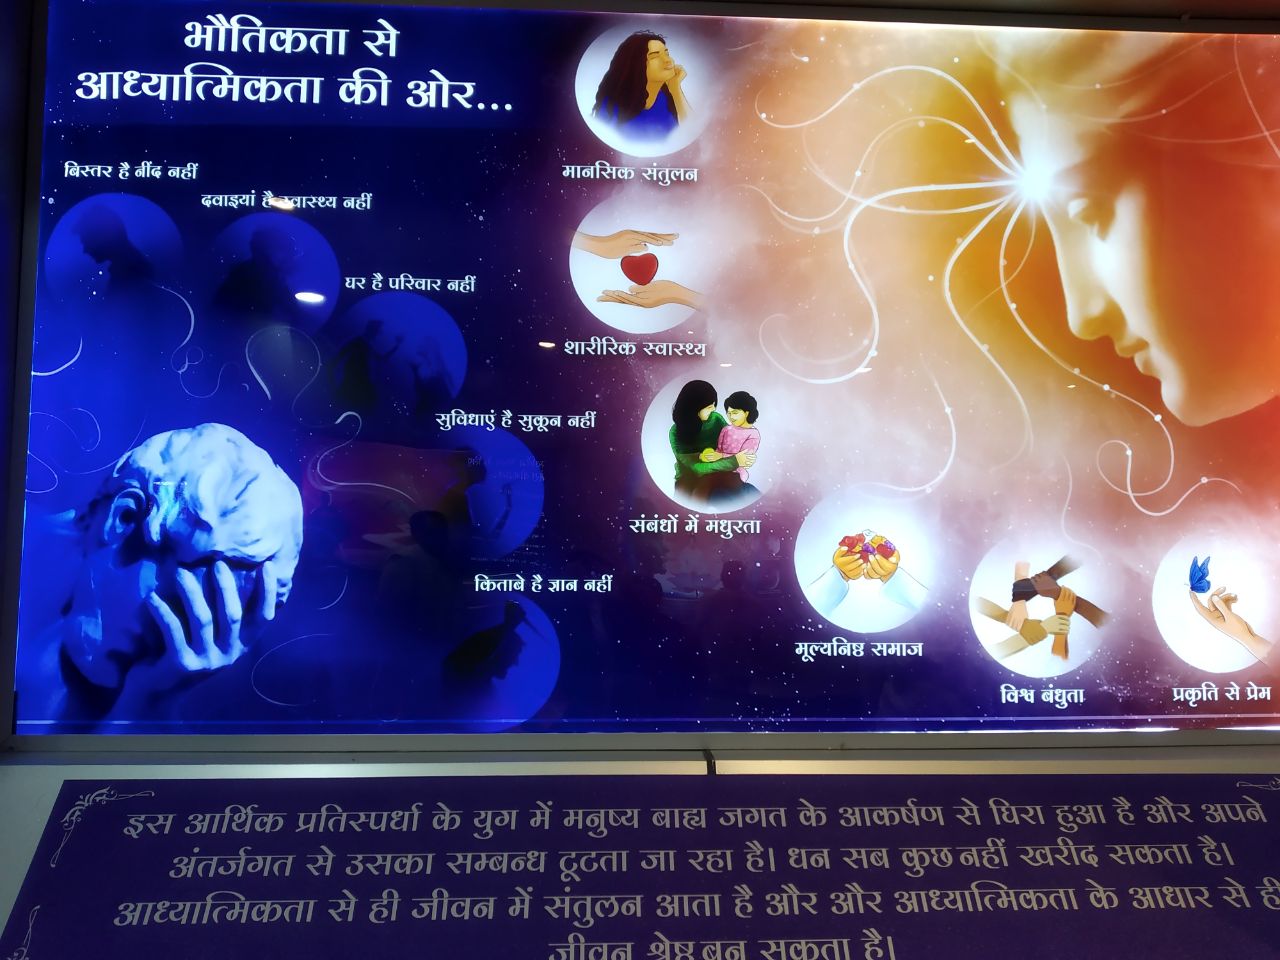 भौतिकता से
आध्यात्मिकता की ओर...
बिस्तर है नींद नहीं
दवाइयां है स्वास्थ्य नहीं
घर है परिवार नहीं
सुविधाएं है सुकून नहीं
किताबे है ज्ञान नहीं
मानसिक संतुलन
शारीरिक स्वास्थ्य
संबंधों में मधुरता
मूल्यनिष्ठ समाज
विश्व बंधुता
प्रकृति से प्रेम
इस आर्थिक प्रतिस्पर्धा के युग में मनुष्य बाह्य जगत के आकर्षण से घिरा हुआ है और अपने
अंतर्जगत से उसका सम्बन्ध टूटता जा रहा है। धन सब कुछ नहीं खरीद सकता है।
आध्यात्मिकता से ही जीवन में संतुलन आता है और और आध्यात्मिकता के आधार से ही
जीवन श्रेष्ठ बन सकता है।